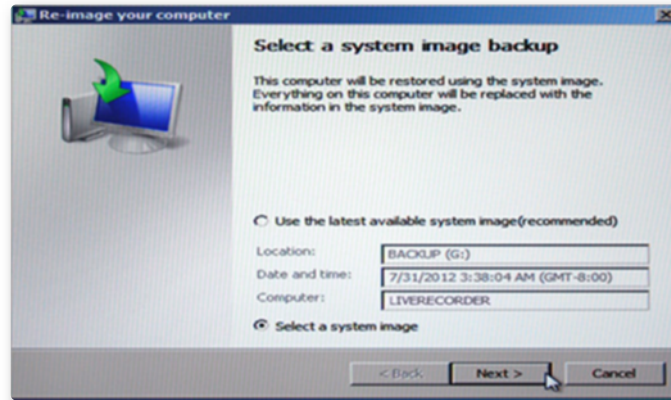 Re-image your computer
Select a system image backup
This computer will be restored using the system image.
Everything on this computer will be replaced with the
information in the system image.
Use the latest available system image(recommended)
Location: BACKUP (G:)
Date and time: 7/31/2012 3:38:04 AM (GMT-8:00)
Computer: LIVERECORDER
Select a system image
< Back Next > Cancel